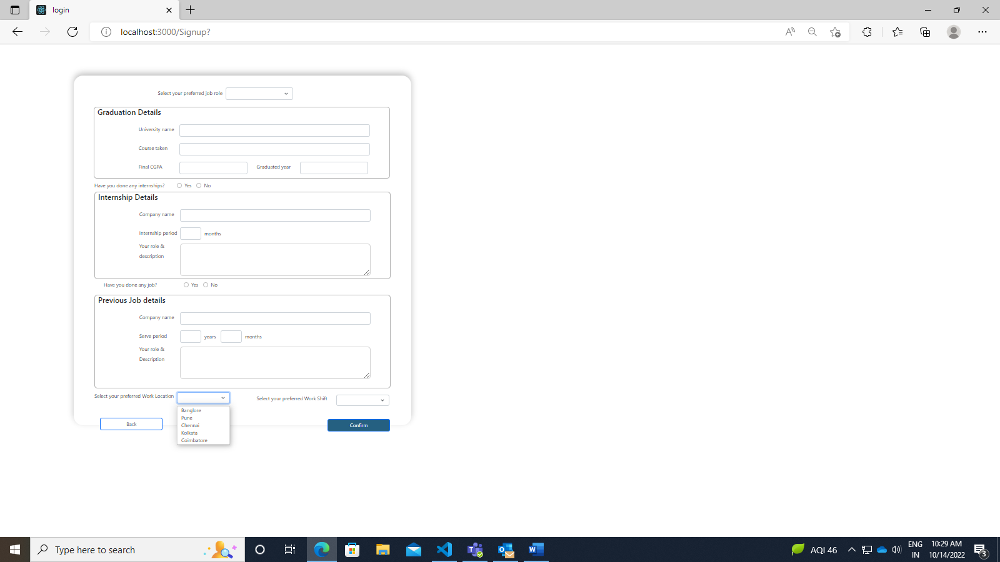 login
localhost:3000/Signup?
Select your preferred job role
Graduation Details
University name
Course taken
Final CGPA Graduated year
Have you done any internships? Yes No
Internship Details
Company name
Internship period months
Your role &
description
Have you done any job? Yes No
Previous Job details
Company name
Serve period years months
Your role &
Description
Select your preferred Work Location Select your preferred Work Shift
Banglore
Pune
Chennai
Kolkata
Coimbatore
Back Confirm
Type here to search
AQI 46
ENG
IN
10:29 AM
10/14/2022
3